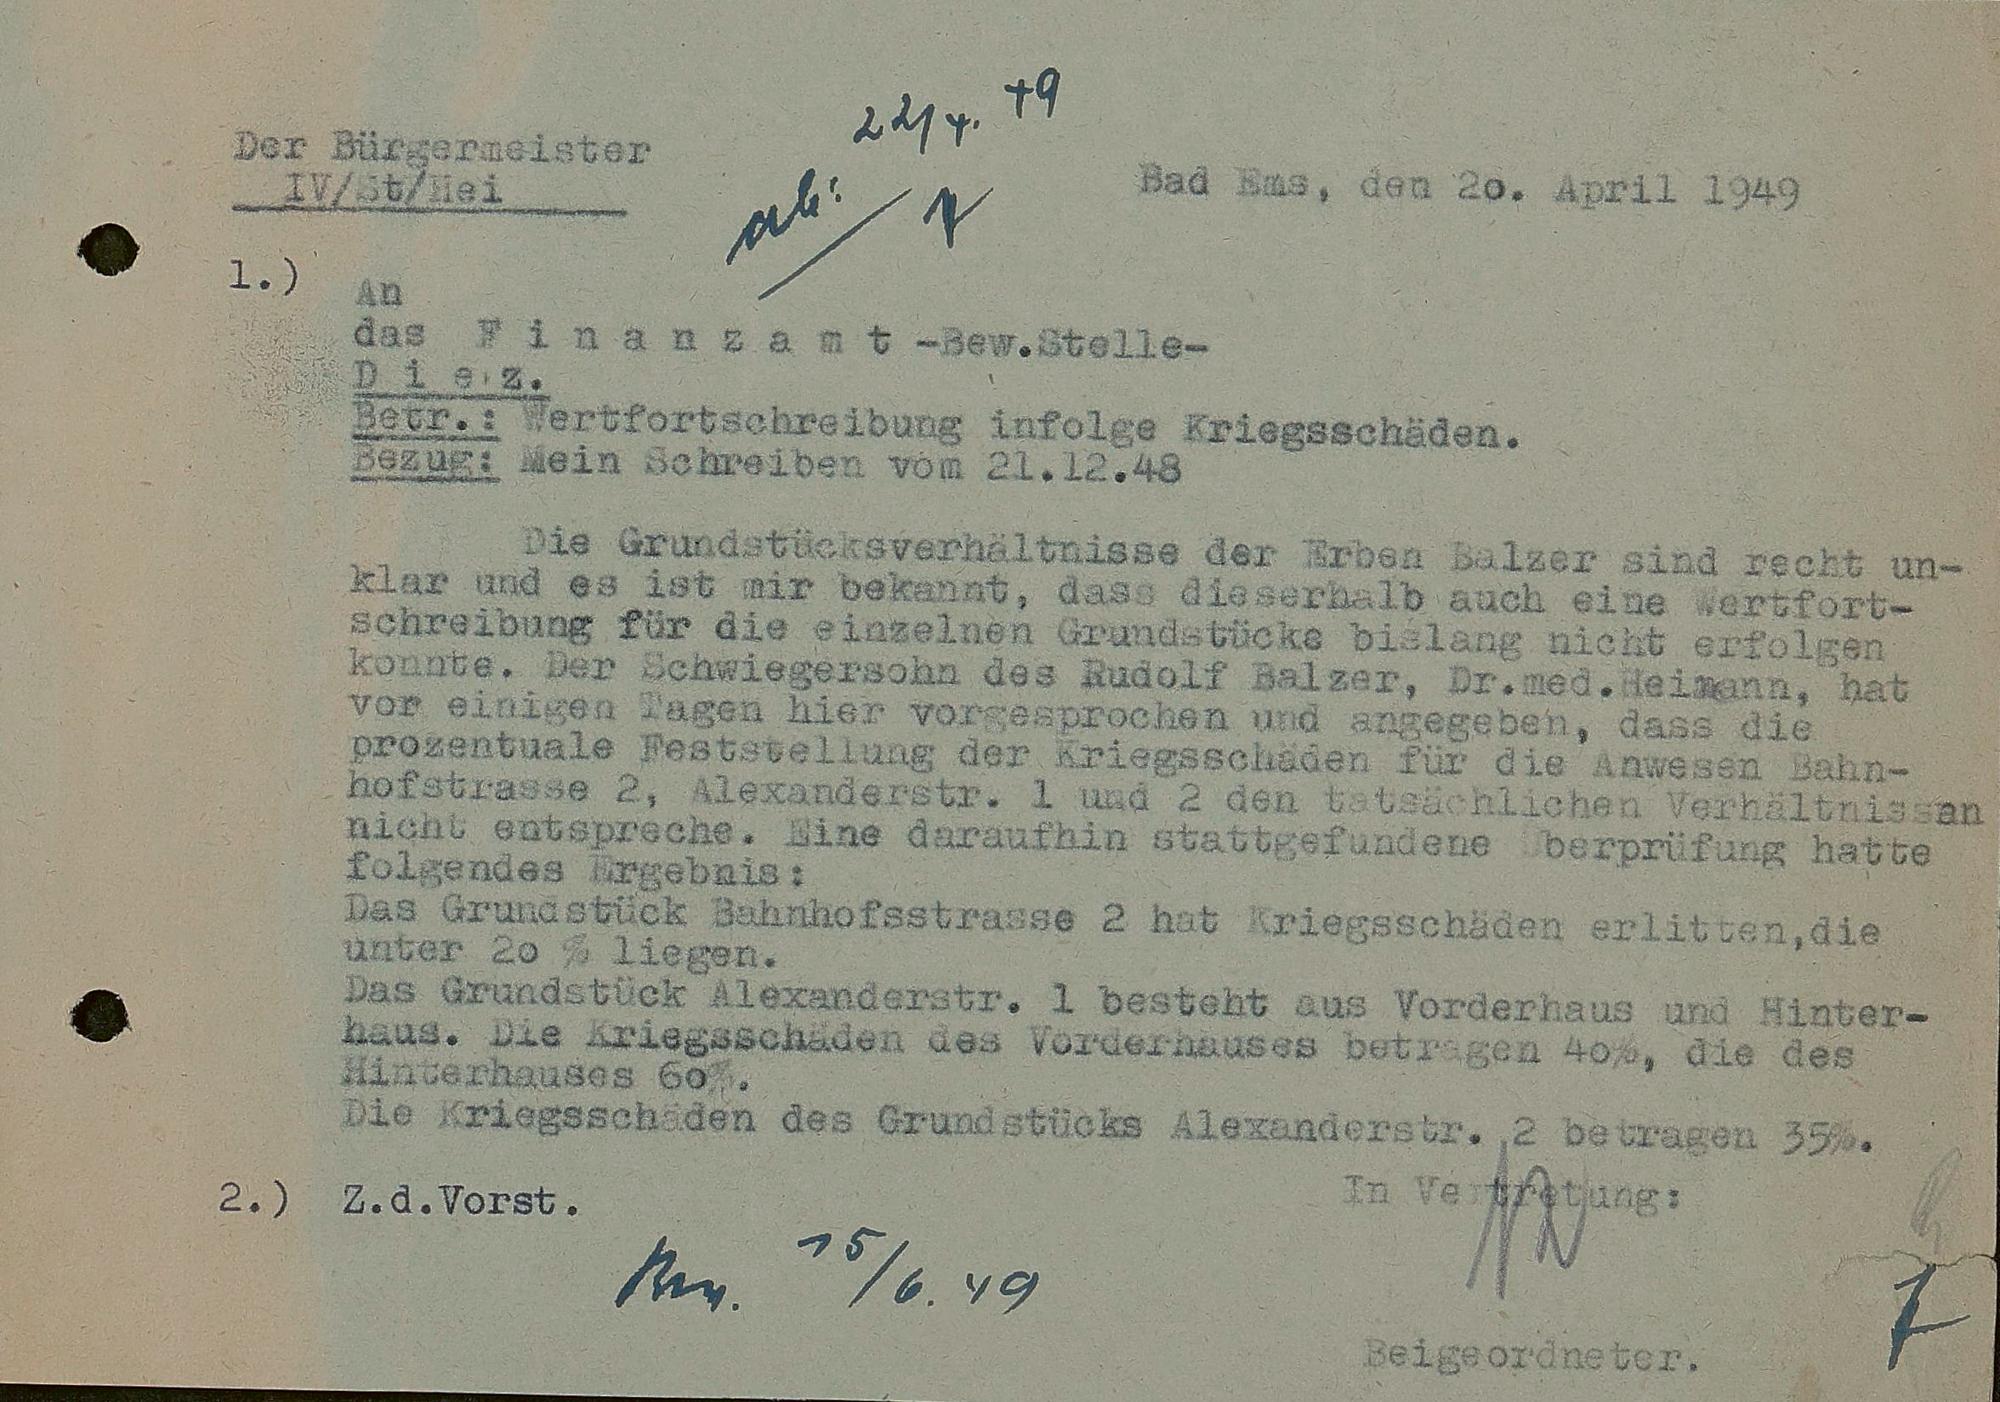 22/4. 49
Der Bürgermeister
IV/St/Hei
ab:
Bad Ems, den 20. April 1949
1.)
An
das F i n a n z a m t -Bew.Stelle-
D i e z.
Betr.: Wertfortschreibung infolge Kriegsschäden.
Bezug: Mein Schreiben vom 21.12.48
Die Grundstücksverhältnisse der Erben Balzer sind recht un-
klar und es ist mir bekannt, dass dieserhalb auch eine Wertfort-
schreibung für die einzelnen Grundstücke bislang nicht erfolgen
konnte. Der Schwiegersohn des Rudolf Balzer, Dr.med.Heimann, hat
vor einigen Tagen hier vorgesprochen und angegeben, dass die
prozentuale Feststellung der Kriegsschäden für die Anwesen Bahn-
hofstrasse 2, Alexanderstr. 1 und 2 den tatsächlichen Verhältnissan
nicht entspreche. Eine daraufhin stattgefundene Überprüfung hatte
folgendes Ergebnis:
Das Grundstück Bahnhofsstrasse 2 hat Kriegsschäden erlitten,die
unter 20 % liegen.
Das Grundstück Alexanderstr. 1 besteht aus Vorderhaus und Hinter-
haus. Die Kriegsschäden des Vorderhauses betragen 40%, die des
Hinterhauses 60%.
Die Kriegsschäden des Grundstücks Alexanderstr. 2 betragen 35%.
2.) Z.d.Vorst.
In Vertretung:
15/6. 49
Beigeordneter.